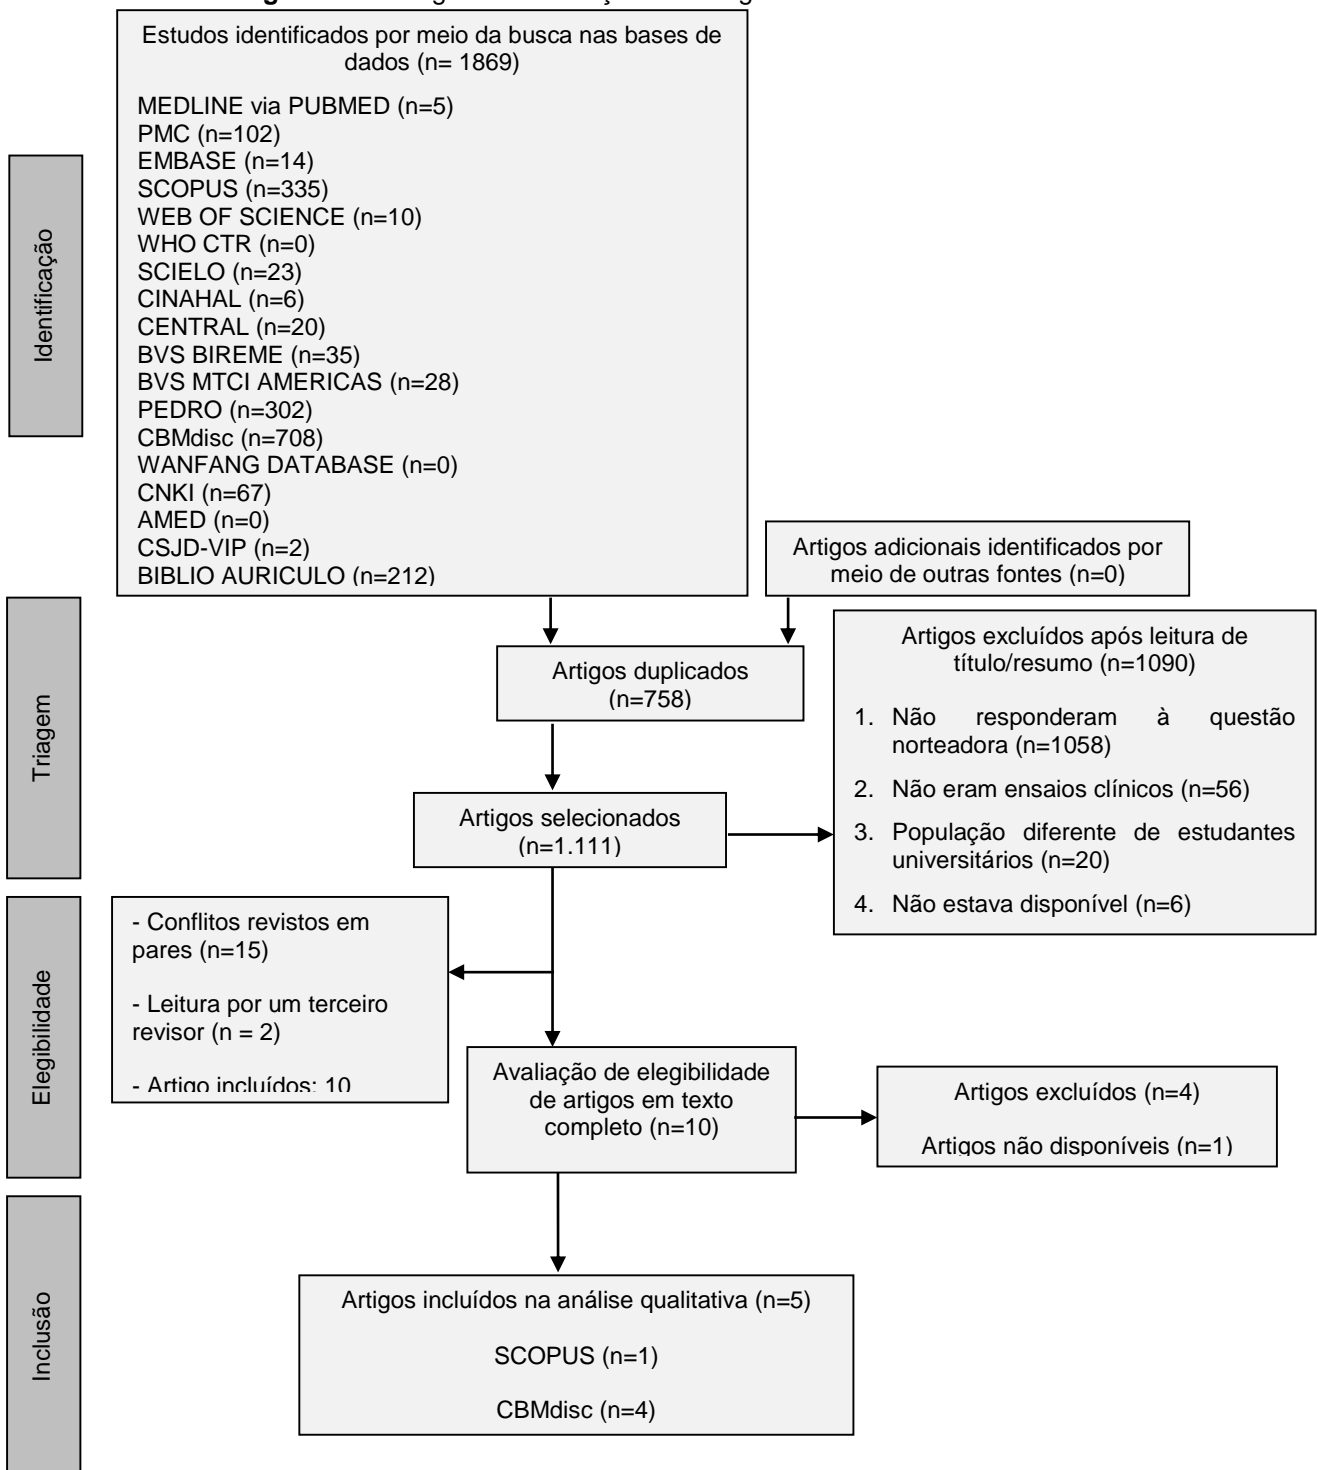 Estudos identificados por meio da busca nas bases de
dados (n= 1869)
MEDLINE via PUBMED (n=5)
PMC (n=102)
EMBASE (n=14)
SCOPUS (n=335)
WEB OF SCIENCE (n=10)
WHO CTR (n=0)
SCIELO (n=23)
CINAHAL (n=6)
CENTRAL (n=20)
BVS BIREME (n=35)
BVS MTCI AMERICAS (n=28)
PEDRO (n=302)
CBMdisc (n=708)
WANFANG DATABASE (n=0)
CNKI (n=67)
AMED (n=0)
CSJD-VIP (n=2)
BIBLIO AURICULO (n=212)
Identificação
Artigos adicionais identificados por
meio de outras fontes (n=0)
Triagem
Artigos duplicados
(n=758)
Artigos selecionados
(n=1.111)
Artigos excluídos após leitura de
título/resumo (n=1090)
1. Não responderam à questão
norteadora (n=1058)
2. Não eram ensaios clínicos (n=56)
3. População diferente de estudantes
universitários (n=20)
4. Não estava disponível (n=6)
Elegibilidade
- Conflitos revistos em
pares (n=15)
- Leitura por um terceiro
revisor (n = 2)
- Artigo incluídos: 10
Avaliação de elegibilidade
de artigos em texto
completo (n=10)
Artigos excluídos (n=4)
Artigos não disponíveis (n=1)
Inclusão
Artigos incluídos na análise qualitativa (n=5)
SCOPUS (n=1)
CBMdisc (n=4)